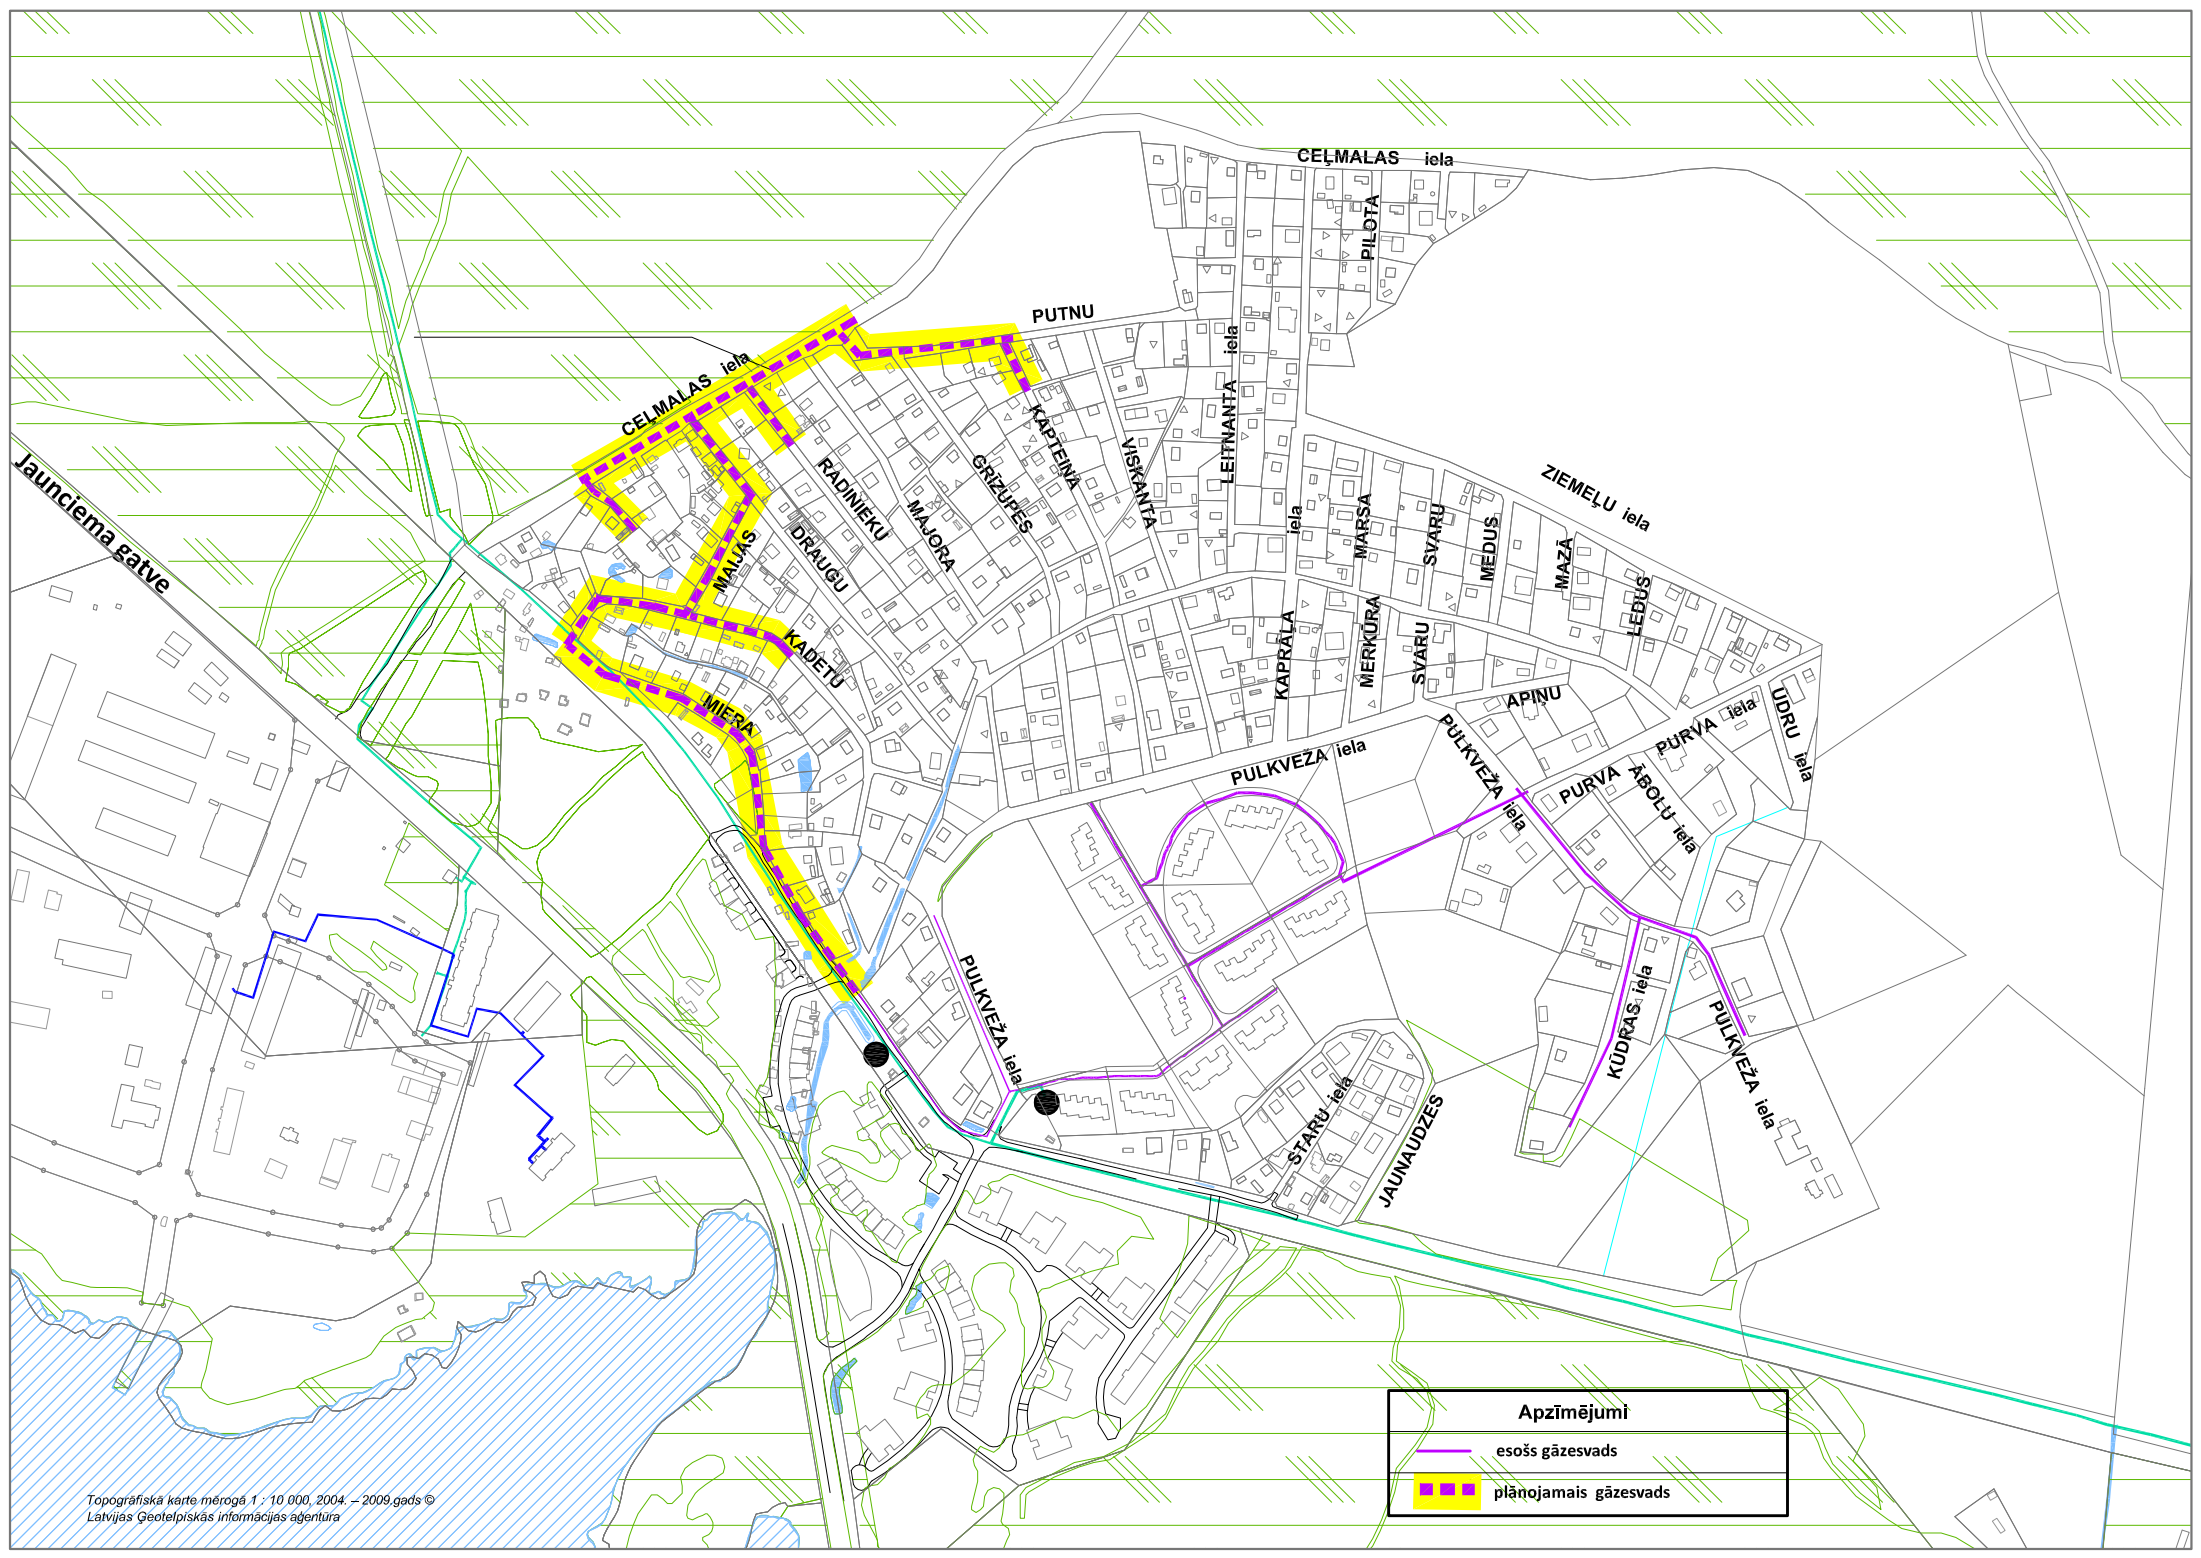 CEĻMALAS iela
PILOTA
PUTNU
CEĻMALAS iela
LEITNANTA iela
KAPTEIŅA
VISKANTA
GRĪZUPES
RADINIEKU
MAJORA
DRAUGU
MAIJAS
KADETU
MIERA
Jaunciema gatve
ZIEMEĻU iela
iela
MARSA
SVARU
MEDUS
MAZĀ
LEDUS
KAPRĀĻA
MERKŪRA
SVARU
APIŅU
PULKVEŽA iela
PULKVEŽA iela
PURVA iela
ŪDRU iela
PURVA
ĀBOLU iela
PULKVEŽA iela
KŪDRAS iela
PULKVEŽA iela
STARU iela
JAUNAUDZES
Apzīmējumi
esošs gāzesvads
plānojamais gāzesvads
Topogrāfiskā karte mērogā 1 : 10 000, 2004. – 2009.gads ©
Latvijas Ģeotelpiskās informācijas aģentūra